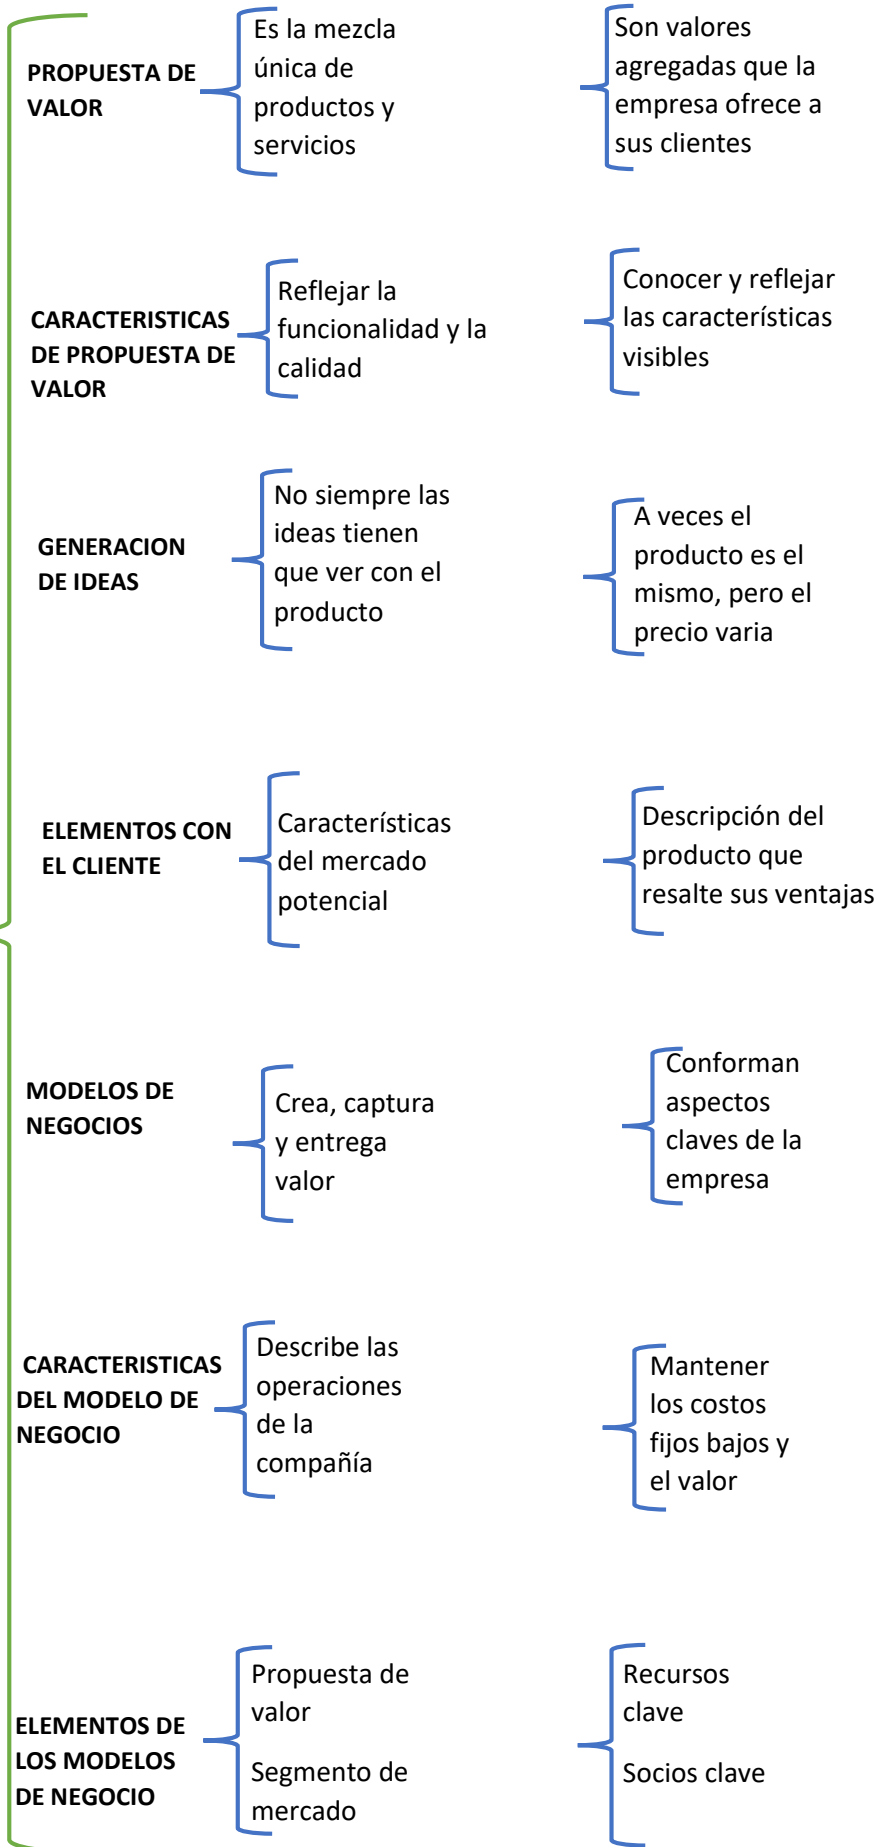 PROPUESTA DE
VALOR
Es la mezcla
única de
productos y
servicios
Son valores
agregadas que la
empresa ofrece a
sus clientes
CARACTERISTICAS
DE PROPUESTA DE
VALOR
Reflejar la
funcionalidad y la
calidad
Conocer y reflejar
las características
visibles
GENERACION
DE IDEAS
No siempre las
ideas tienen
que ver con el
producto
A veces el
producto es el
mismo, pero el
precio varia
ELEMENTOS CON
EL CLIENTE
Características
del mercado
potencial
Descripción del
producto que
resalte sus ventajas
MODELOS DE
NEGOCIOS
Crea, captura
y entrega
valor
Conforman
aspectos
claves de la
empresa
CARACTERISTICAS
DEL MODELO DE
NEGOCIO
Describe las
operaciones
de la
compañía
Mantener
los costos
fijos bajos y
el valor
ELEMENTOS DE
LOS MODELOS
DE NEGOCIO
Propuesta de
valor
Segmento de
mercado
Recursos
clave
Socios clave